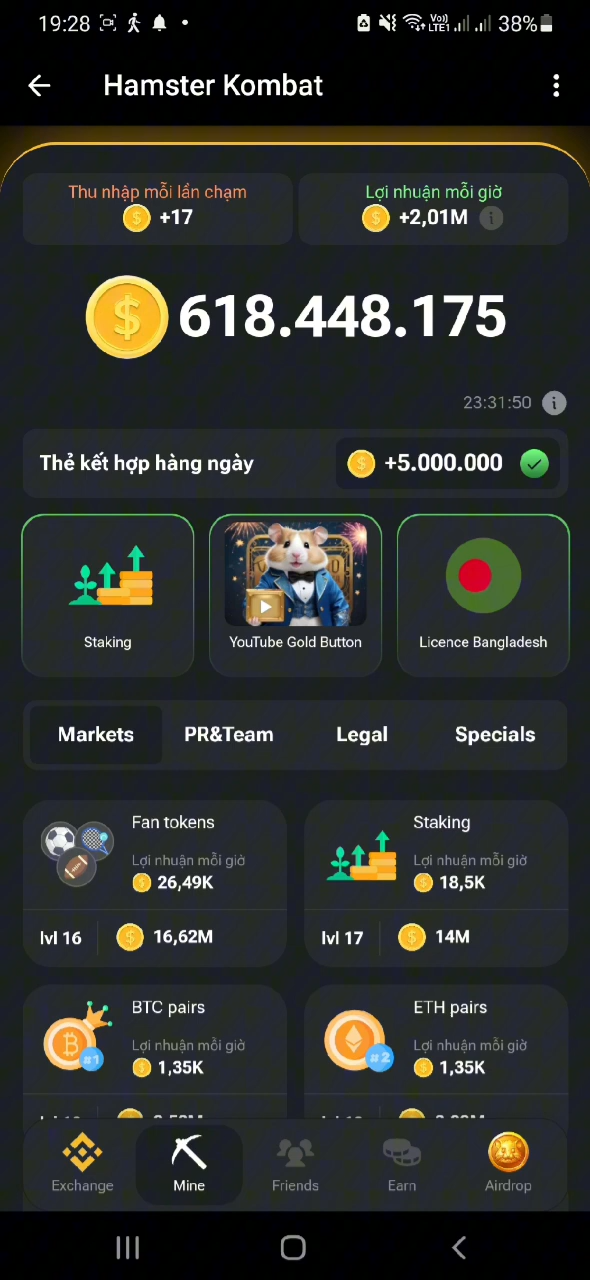 19:28 Vo)) LTE1 38%
Hamster Kombat
Thu nhập mỗi lần chạm
+17
Lợi nhuận mỗi giờ
+2,01M
618.448.175
23:31:50
Thẻ kết hợp hàng ngày
+5.000.000
Staking
YouTube Gold Button
Licence Bangladesh
Markets
PR&Team
Legal
Specials
Fan tokens
Lợi nhuận mỗi giờ
26,49K
lvl 16
16,62M
Staking
Lợi nhuận mỗi giờ
18,5K
lvl 17
14M
BTC pairs
#1
Lợi nhuận mỗi giờ
1,35K
ETH pairs
#2
Lợi nhuận mỗi giờ
1,35K
Exchange
Mine
Friends
Earn
Airdrop